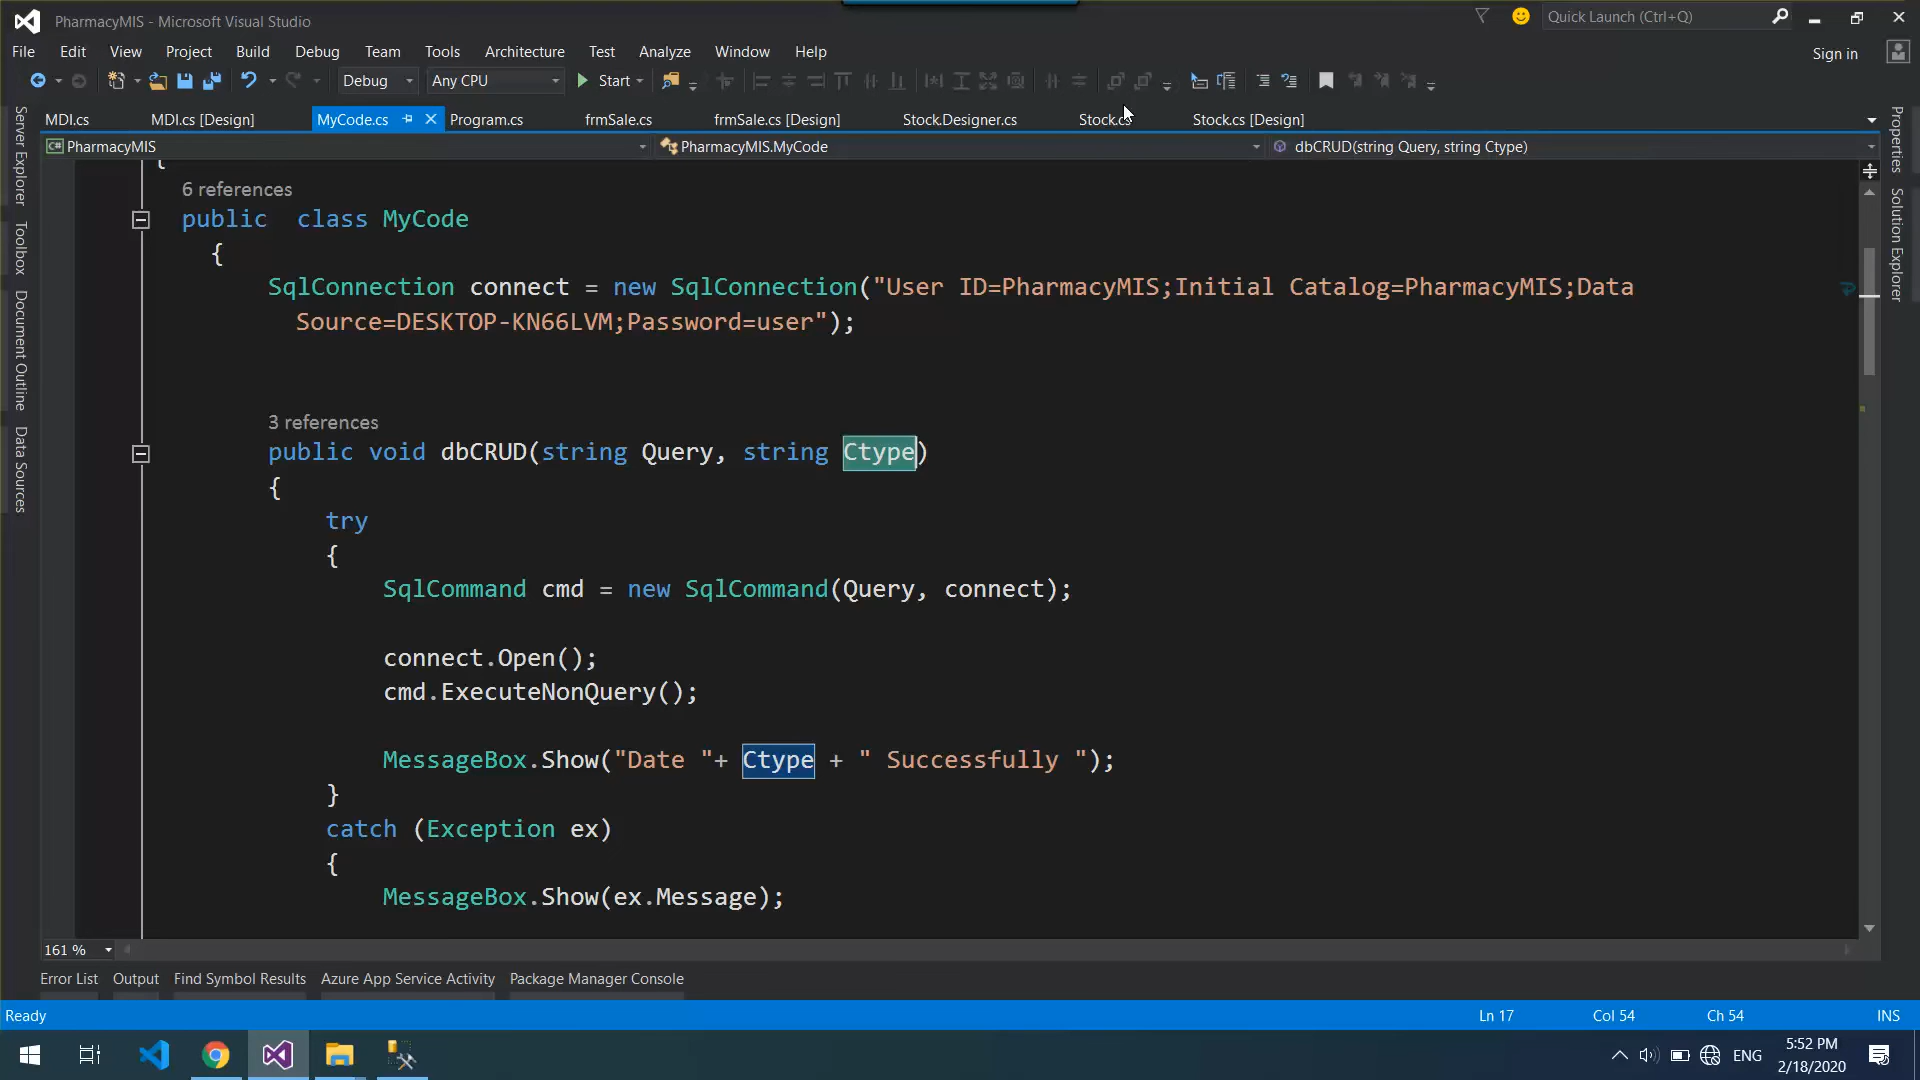 PharmacyMIS - Microsoft Visual Studio
Quick Launch (Ctrl+Q)
File Edit View Project Build Debug Team Tools Architecture Test Analyze Window Help
Sign in
Debug Any CPU Start
MDI.cs MDI.cs [Design] MyCode.cs Program.cs frmSale.cs frmSale.cs [Design] Stock.Designer.cs Stock.cs Stock.cs [Design]
C# PharmacyMIS PharmacyMIS.MyCode dbCRUD(string Query, string Ctype)
Server Explorer
Toolbox
Document Outline
Data Sources
Properties
Solution Explorer
{
6 references
public  class MyCode
{
SqlConnection connect = new SqlConnection("User ID=PharmacyMIS;Initial Catalog=PharmacyMIS;Data
Source=DESKTOP-KN66LVM;Password=user");
3 references
public void dbCRUD(string Query, string Ctype)
{
try
{
SqlCommand cmd = new SqlCommand(Query, connect);
connect.Open();
cmd.ExecuteNonQuery();
MessageBox.Show("Date "+ Ctype + " Successfully ");
}
catch (Exception ex)
{
MessageBox.Show(ex.Message);
161 %
Error List Output Find Symbol Results Azure App Service Activity Package Manager Console
Ready Ln 17 Col 54 Ch 54 INS
ENG
5:52 PM
2/18/2020